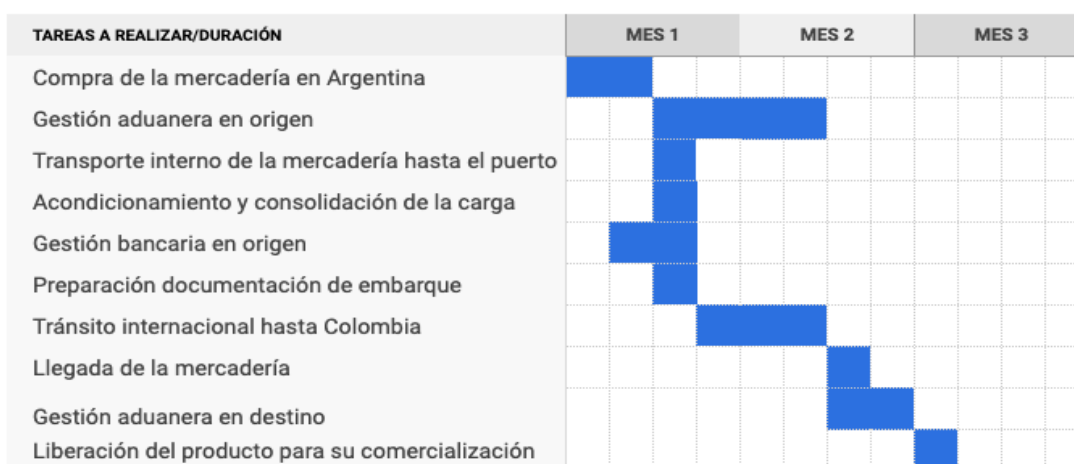 TAREAS A REALIZAR/DURACIÓN MES 1 MES 2 MES 3
Compra de la mercadería en Argentina
Gestión aduanera en origen
Transporte interno de la mercadería hasta el puerto
Acondicionamiento y consolidación de la carga
Gestión bancaria en origen
Preparación documentación de embarque
Tránsito internacional hasta Colombia
Llegada de la mercadería
Gestión aduanera en destino
Liberación del producto para su comercialización